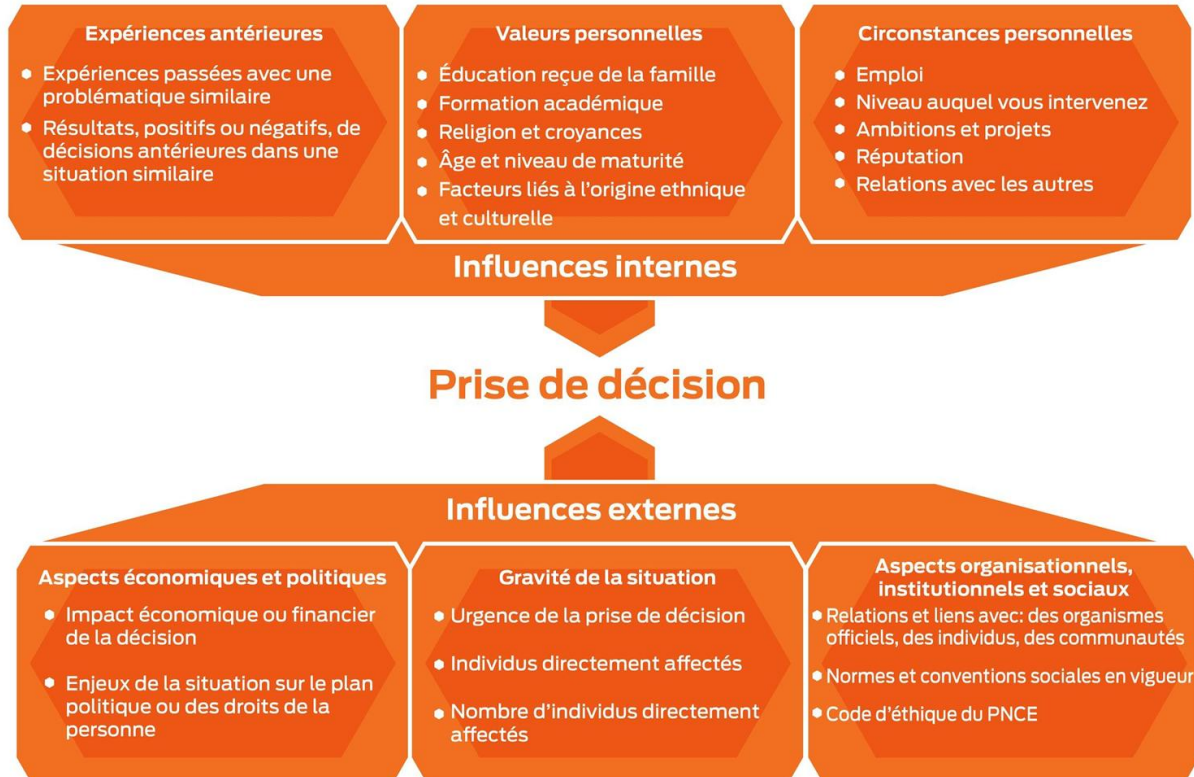 Expériences antérieures
Expériences passées avec une
problématique similaire
Résultats, positifs ou négatifs, de
décisions antérieures dans une
situation similaire
Valeurs personnelles
Éducation reçue de la famille
Formation académique
Religion et croyances
Âge et niveau de maturité
Facteurs liés à l'origine ethnique
et culturelle
Circonstances personnelles
Emploi
Niveau auquel vous intervenez
Ambitions et projets
Réputation
Relations avec les autres
Influences internes
Prise de décision
Influences externes
Aspects économiques et politiques
Impact économique ou financier
de la décision
Enjeux de la situation sur le plan
politique ou des droits de la
personne
Gravité de la situation
Urgence de la prise de décision
Individus directement affectés
Nombre d'individus directement
affectés
Aspects organisationnels,
institutionnels et sociaux
Relations et liens avec: des organismes
officiels, des individus, des communautés
Normes et conventions sociales en vigueur
Code d'éthique du PNCE